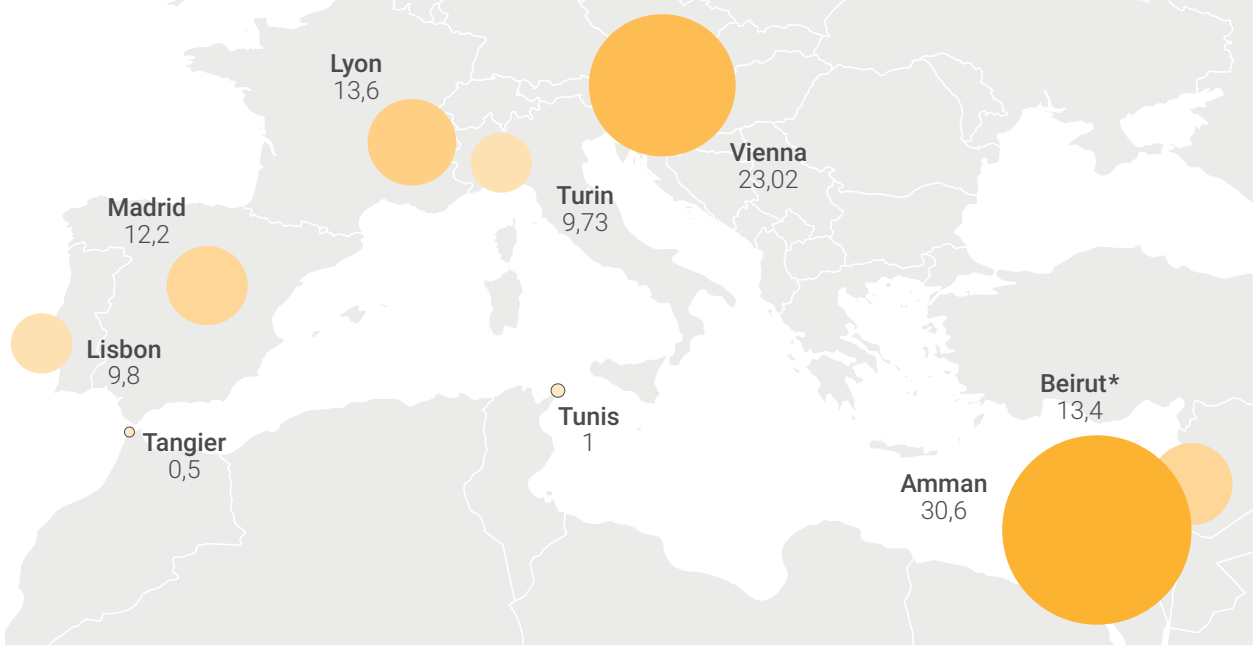 Lyon
13,6
Vienna
23,02
Turin
9,73
Madrid
12,2
Lisbon
9,8
Tangier
0,5
Tunis
1
Beirut*
13,4
Amman
30,6